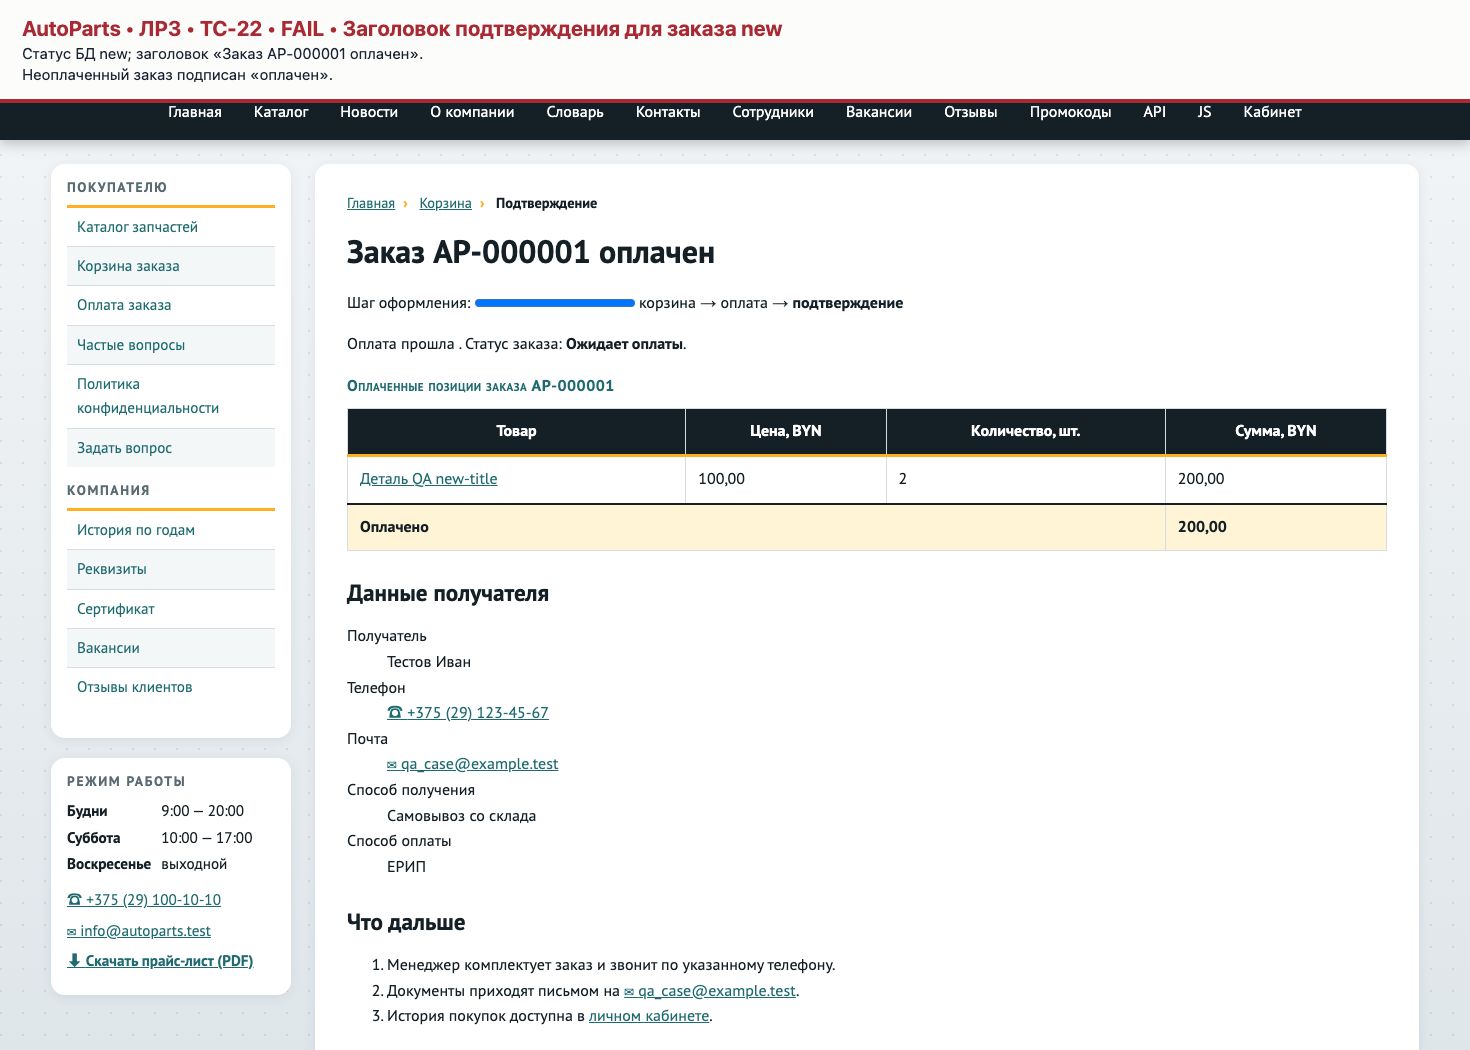 AutoParts • ЛР3 • TC-22 • FAIL • Заголовок подтверждения для заказа new
Статус БД new; заголовок «Заказ AP-000001 оплачен».
Неоплаченный заказ подписан «оплачен».
Главная Каталог Новости О компании Словарь Контакты Сотрудники Вакансии Отзывы Промокоды API JS Кабинет
ПОКУПАТЕЛЮ
Каталог запчастей
Корзина заказа
Оплата заказа
Частые вопросы
Политика
конфиденциальности
Задать вопрос
КОМПАНИЯ
История по годам
Реквизиты
Сертификат
Вакансии
Отзывы клиентов
РЕЖИМ РАБОТЫ
Будни 9:00 — 20:00
Суббота 10:00 — 17:00
Воскресенье выходной
☎ +375 (29) 100-10-10
✉ info@autoparts.test
⬇ Скачать прайс-лист (PDF)
Главная › Корзина › Подтверждение
Заказ AP-000001 оплачен
Шаг оформления: корзина → оплата → подтверждение
Оплата прошла . Статус заказа: Ожидает оплаты.
Оплаченные позиции заказа AP-000001
Товар Цена, BYN Количество, шт. Сумма, BYN
Деталь QA new-title 100,00 2 200,00
Оплачено 200,00
Данные получателя
Получатель
Тестов Иван
Телефон
☎ +375 (29) 123-45-67
Почта
✉ qa_case@example.test
Способ получения
Самовывоз со склада
Способ оплаты
ЕРИП
Что дальше
1. Менеджер комплектует заказ и звонит по указанному телефону.
2. Документы приходят письмом на ✉ qa_case@example.test.
3. История покупок доступна в личном кабинете.